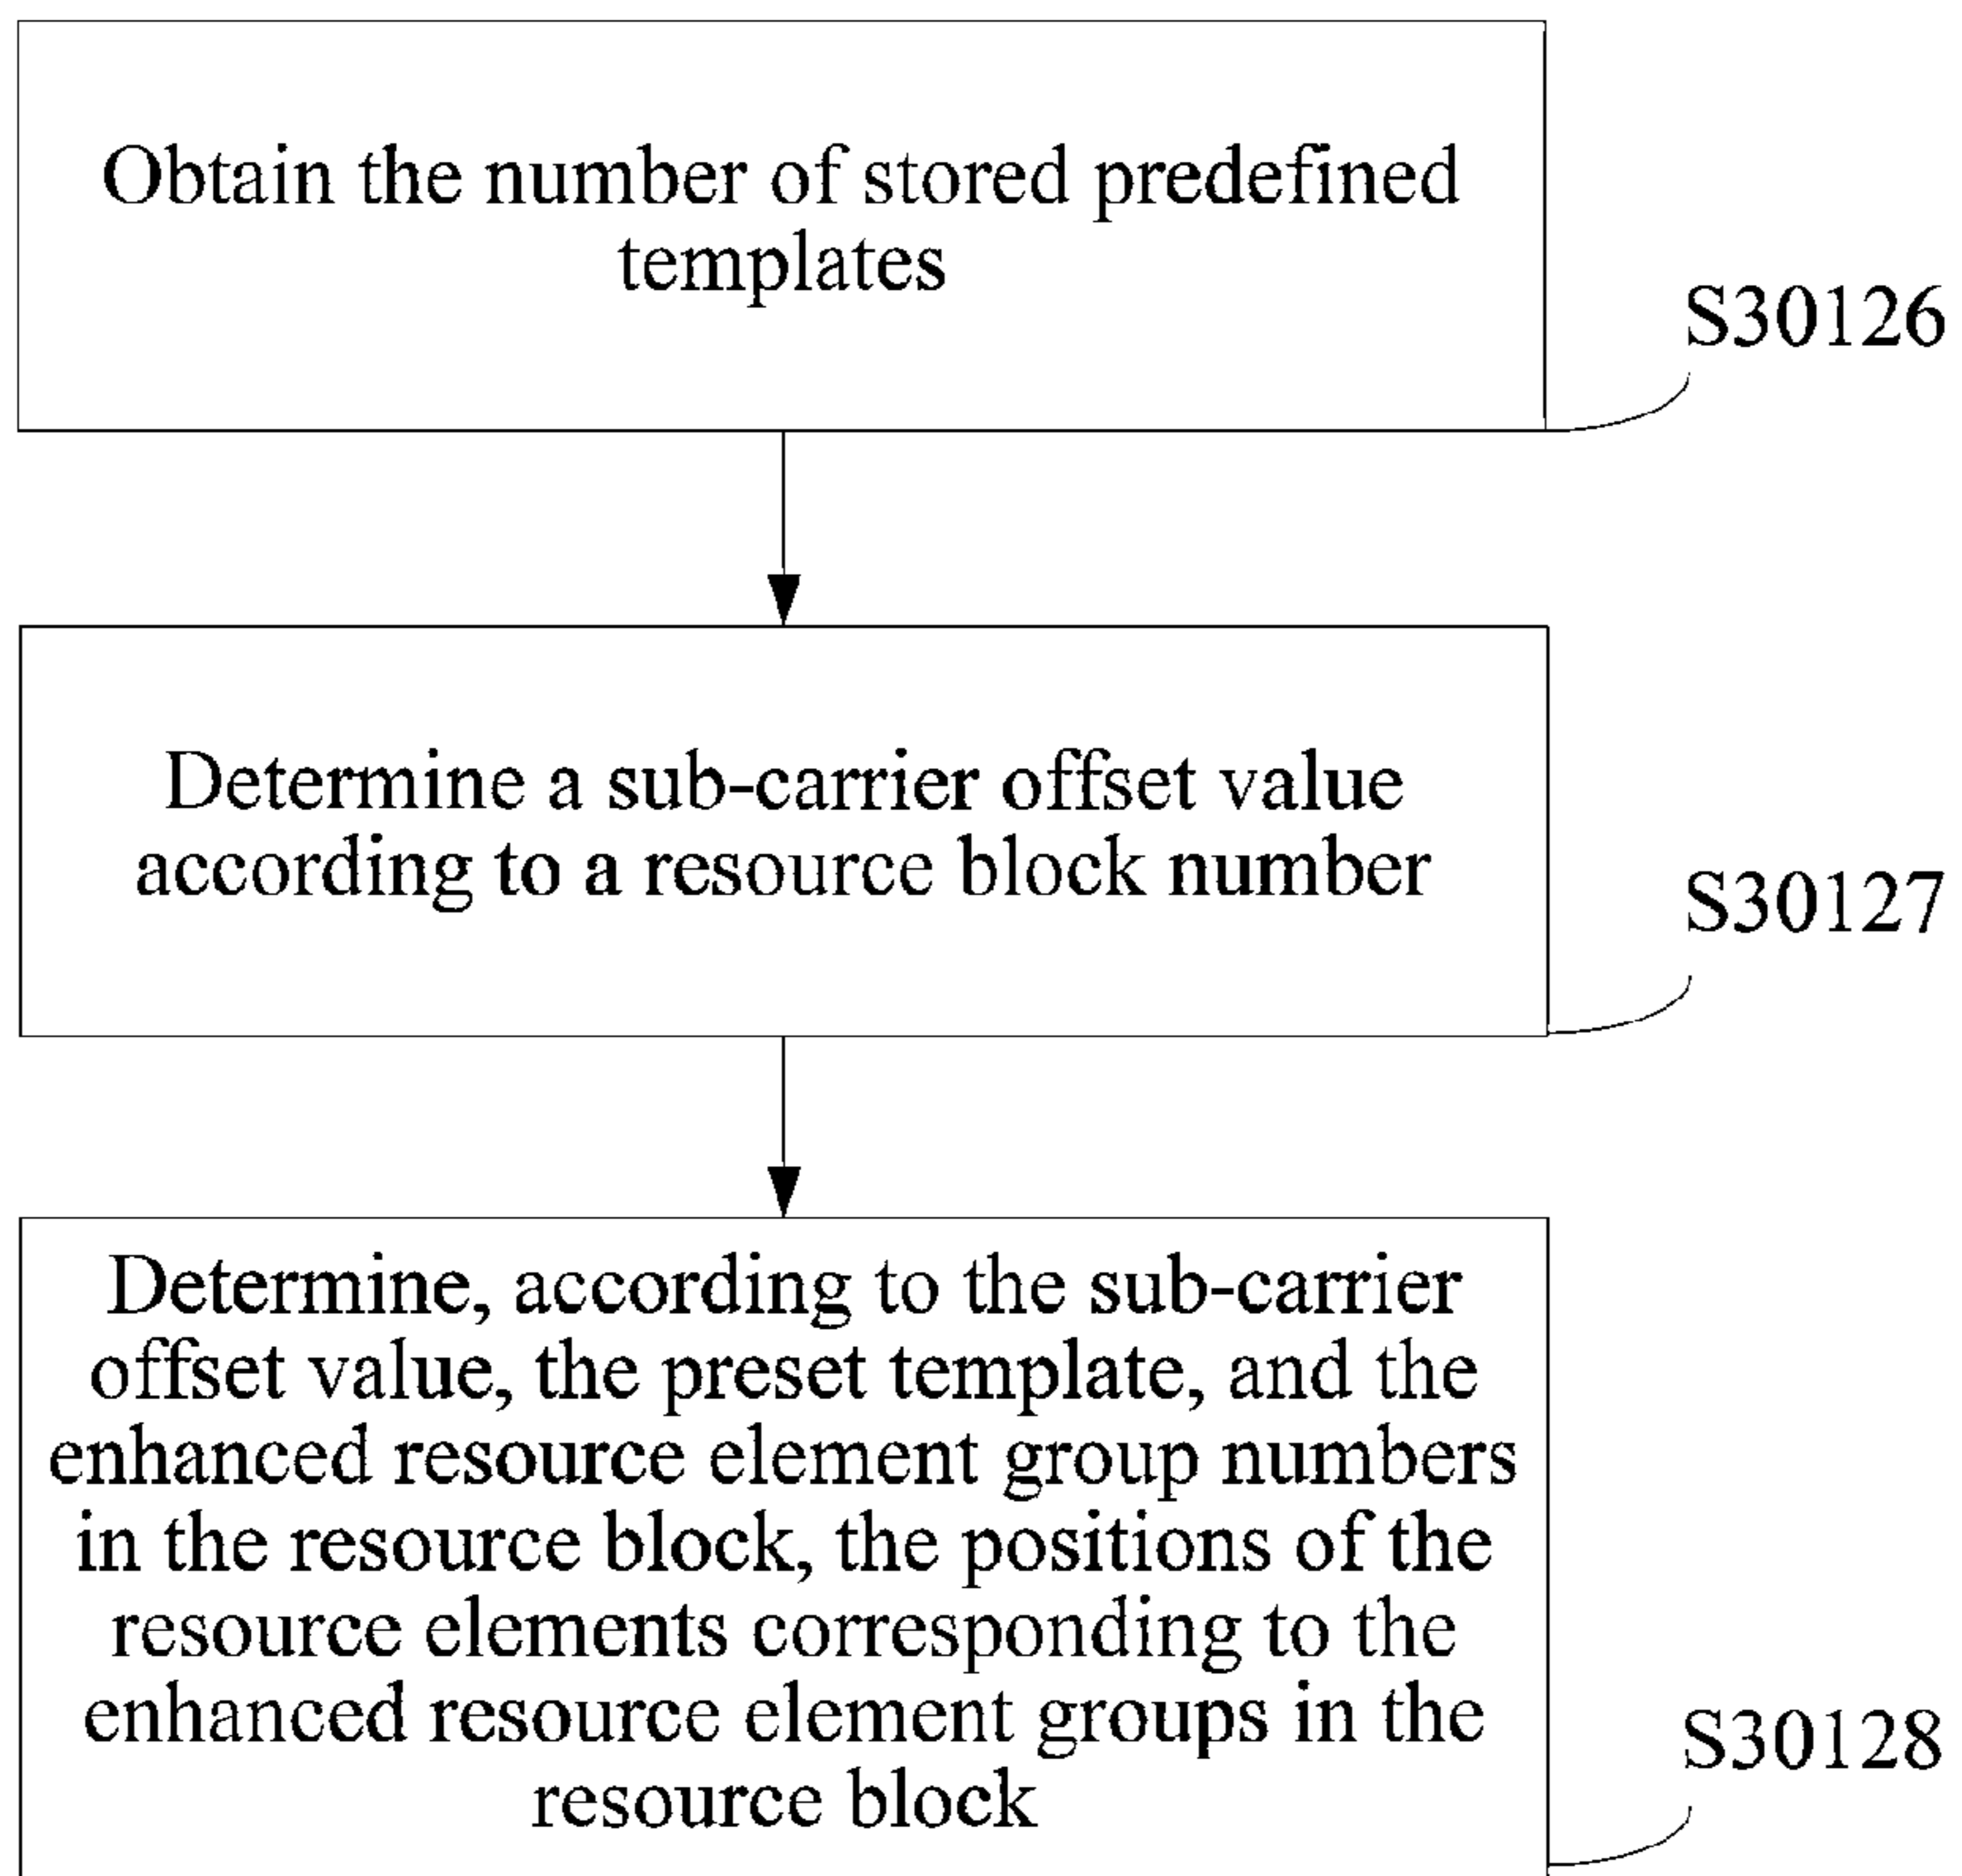 Obtain the number of stored predefined
templates
S30126
Determine a sub-carrier offset value
according to a resource block number
S30127
Determine, according to the sub-carrier
offset value, the preset template, and the
enhanced resource element group numbers
in the resource block, the positions of the
resource elements corresponding to the
enhanced resource element groups in the
resource block
S30128